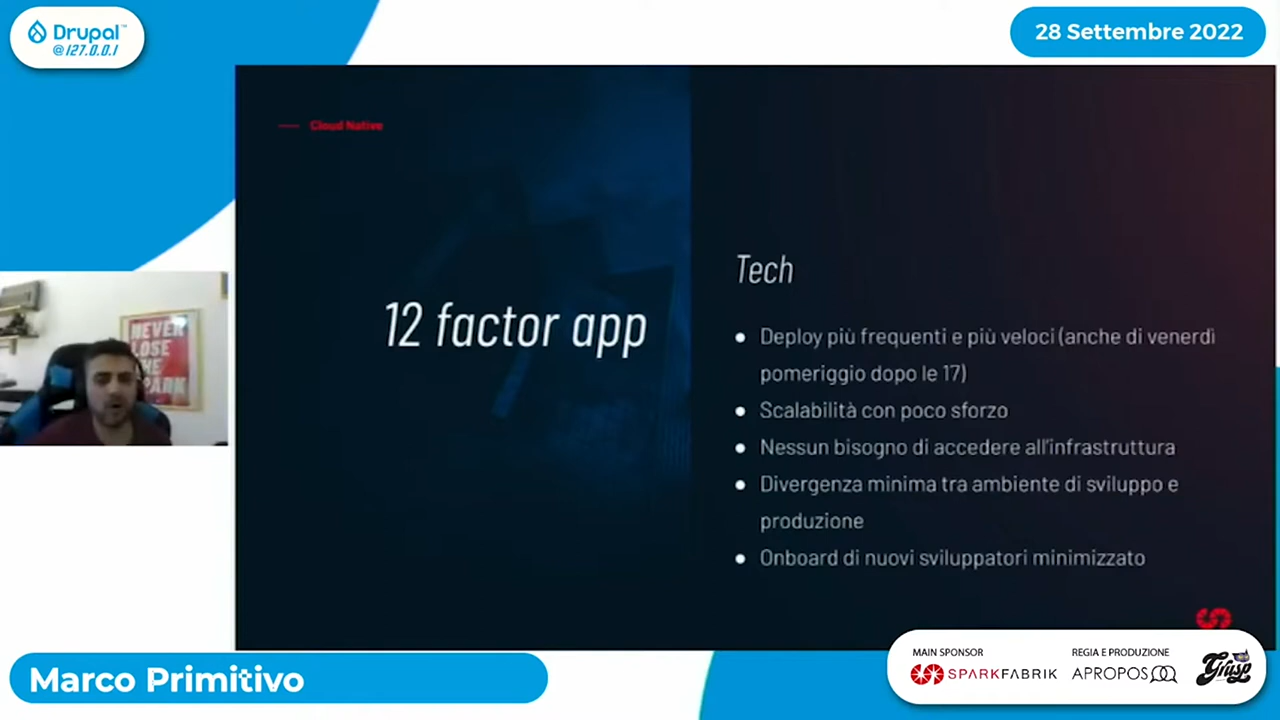 Drupal™
@127.0.0.1
28 Settembre 2022
Cloud Native
12 factor app
Tech
Deploy più frequenti e più veloci (anche di venerdì
pomeriggio dopo le 17)
Scalabilità con poco sforzo
Nessun bisogno di accedere all'infrastruttura
Divergenza minima tra ambiente di sviluppo e
produzione
Onboard di nuovi sviluppatori minimizzato
NEVER
LOSE
THE
SPARK
Marco Primitivo
MAIN SPONSOR
SPARKFABRIK
REGIA E PRODUZIONE
APROPOS
Grasp